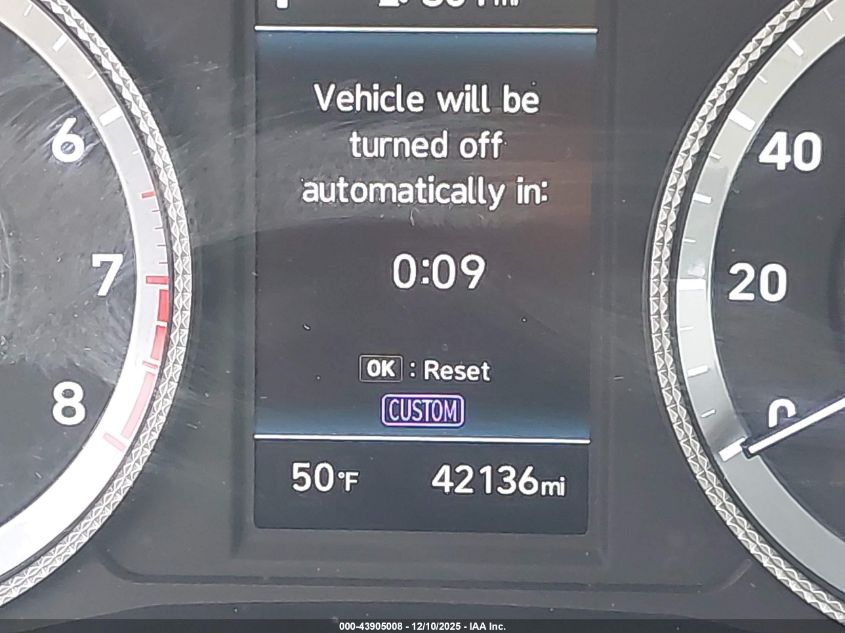 Vehicle will be
turned off
automatically in:
0:09
OK : Reset
CUSTOM
50°F 42136mi
6
7
8
40
20
0
000-43905008 - 12/10/2025 - IAA Inc.